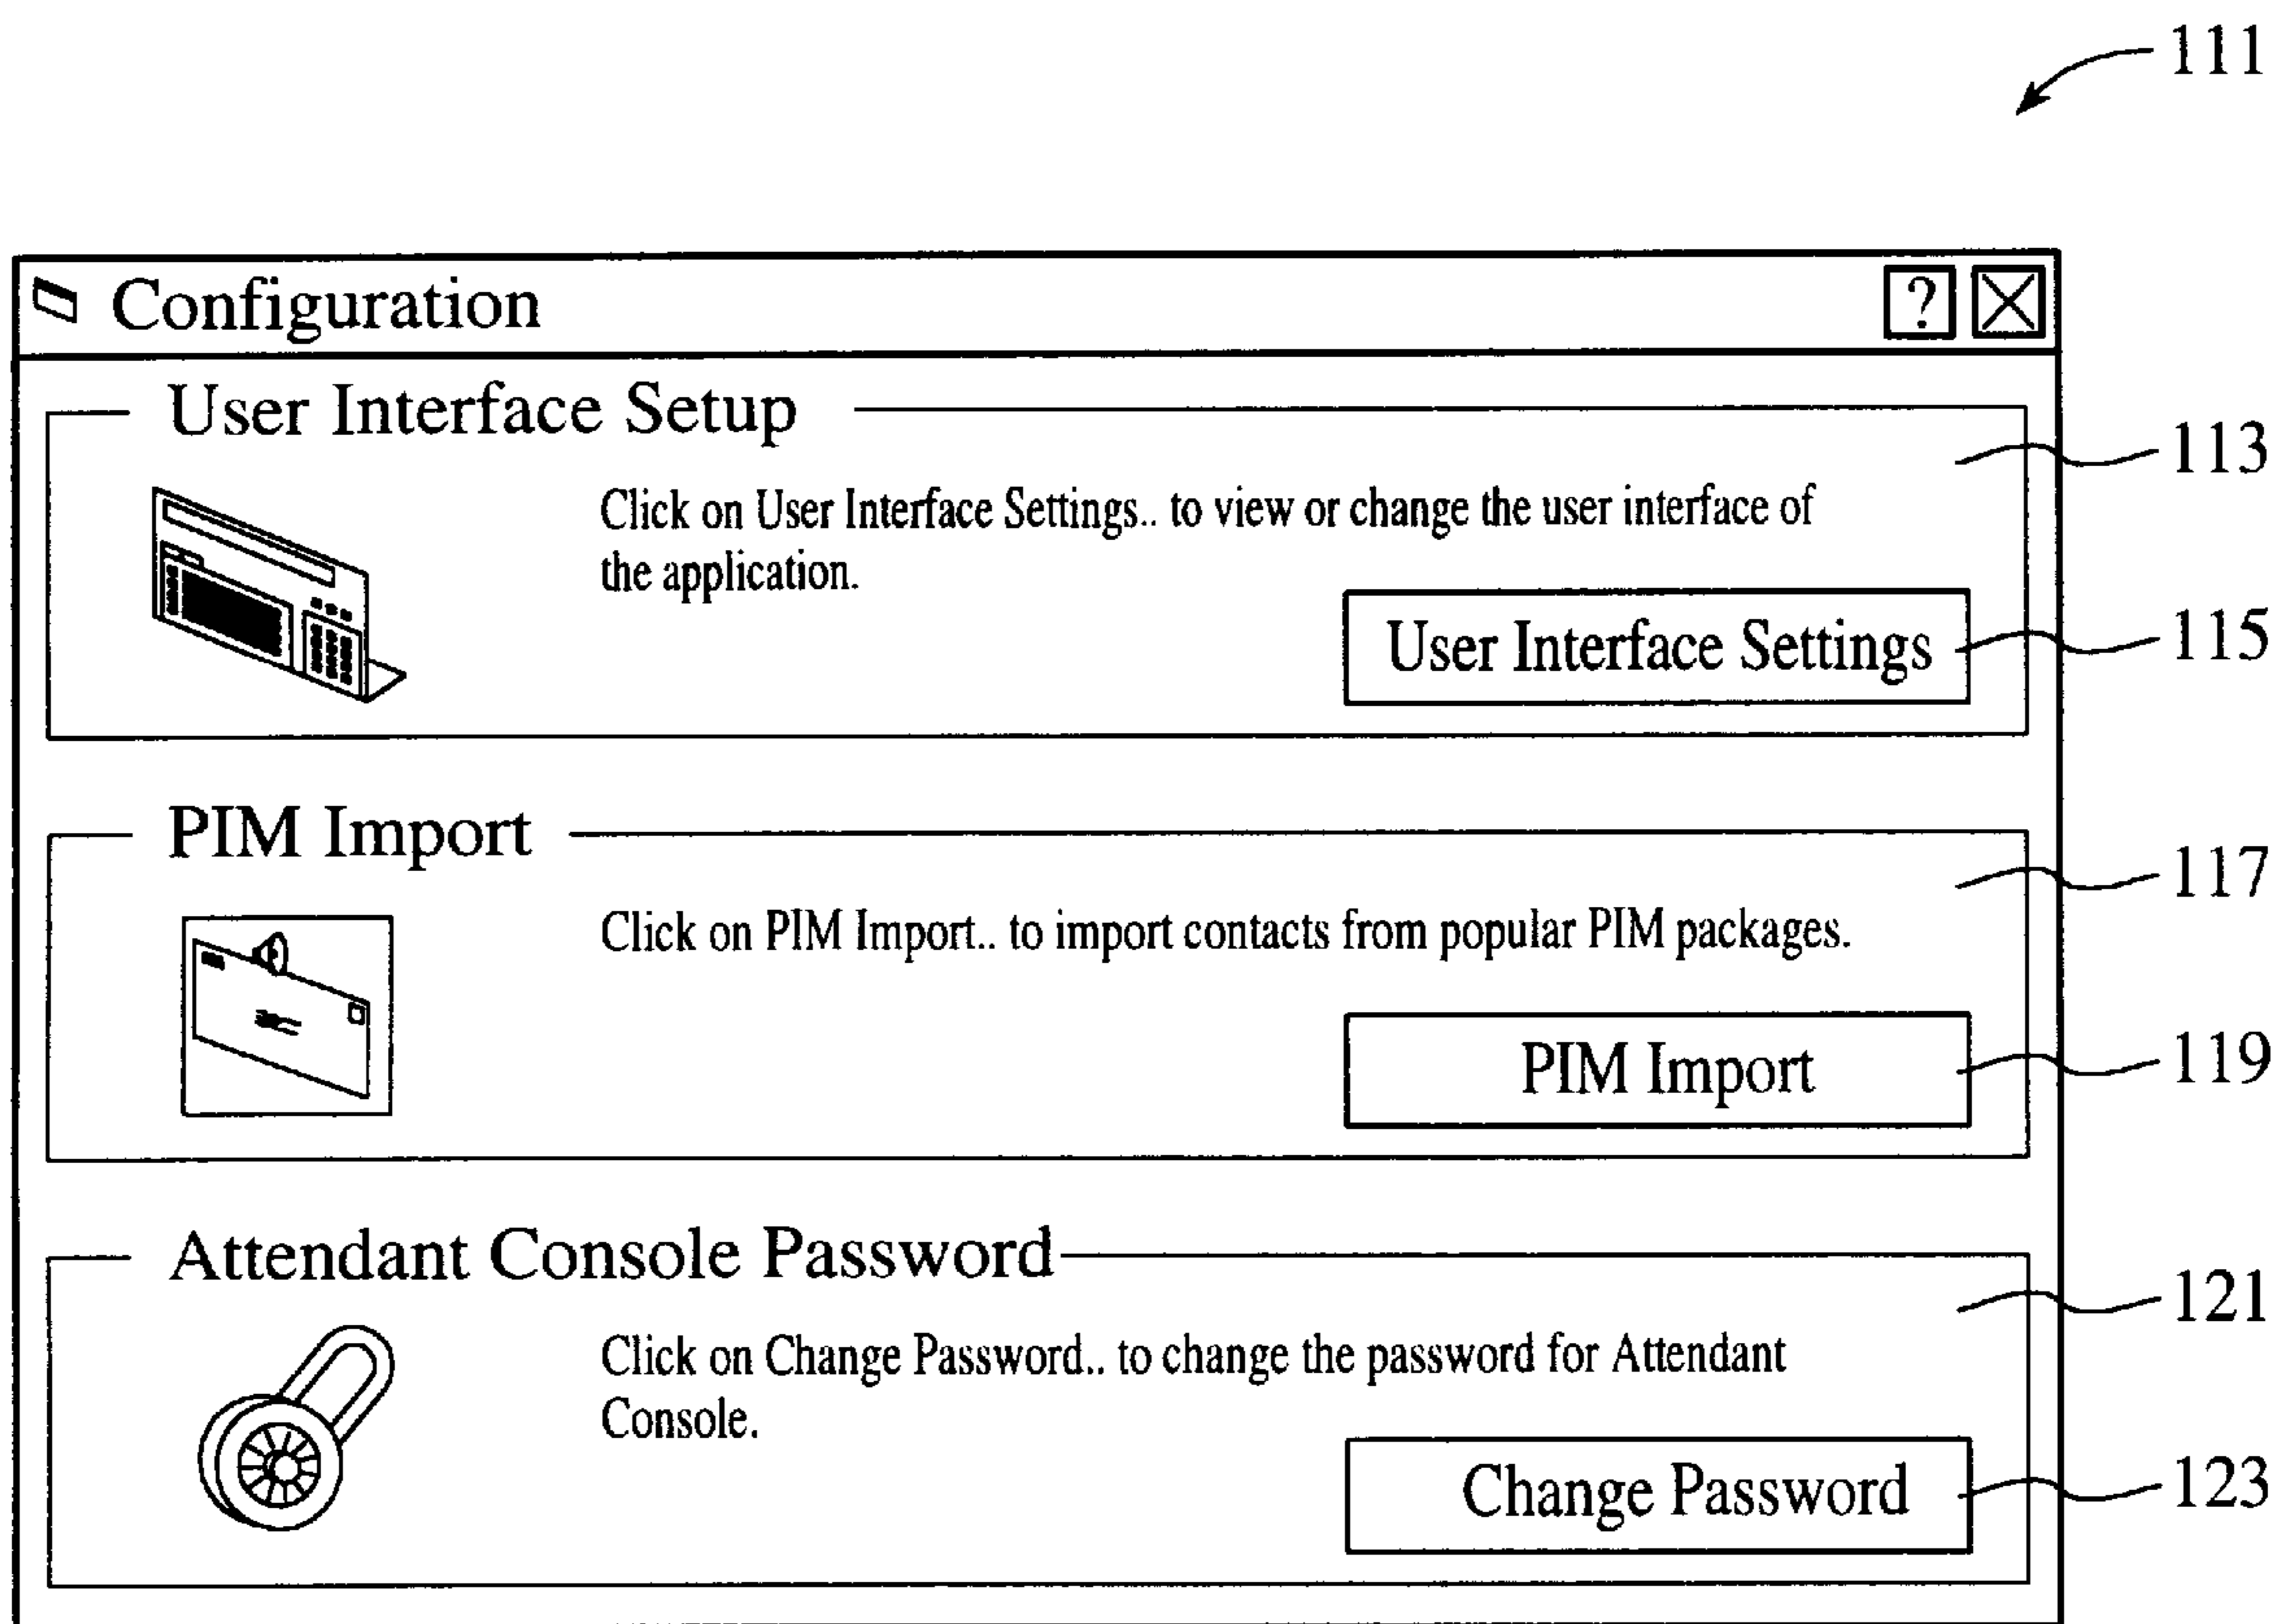 111
Configuration ?
User Interface Setup
113
Click on User Interface Settings.. to view or change the user interface of
the application.
User Interface Settings
115
PIM Import
117
Click on PIM Import.. to import contacts from popular PIM packages.
PIM Import
119
Attendant Console Password
121
Click on Change Password.. to change the password for Attendant
Console.
Change Password
123